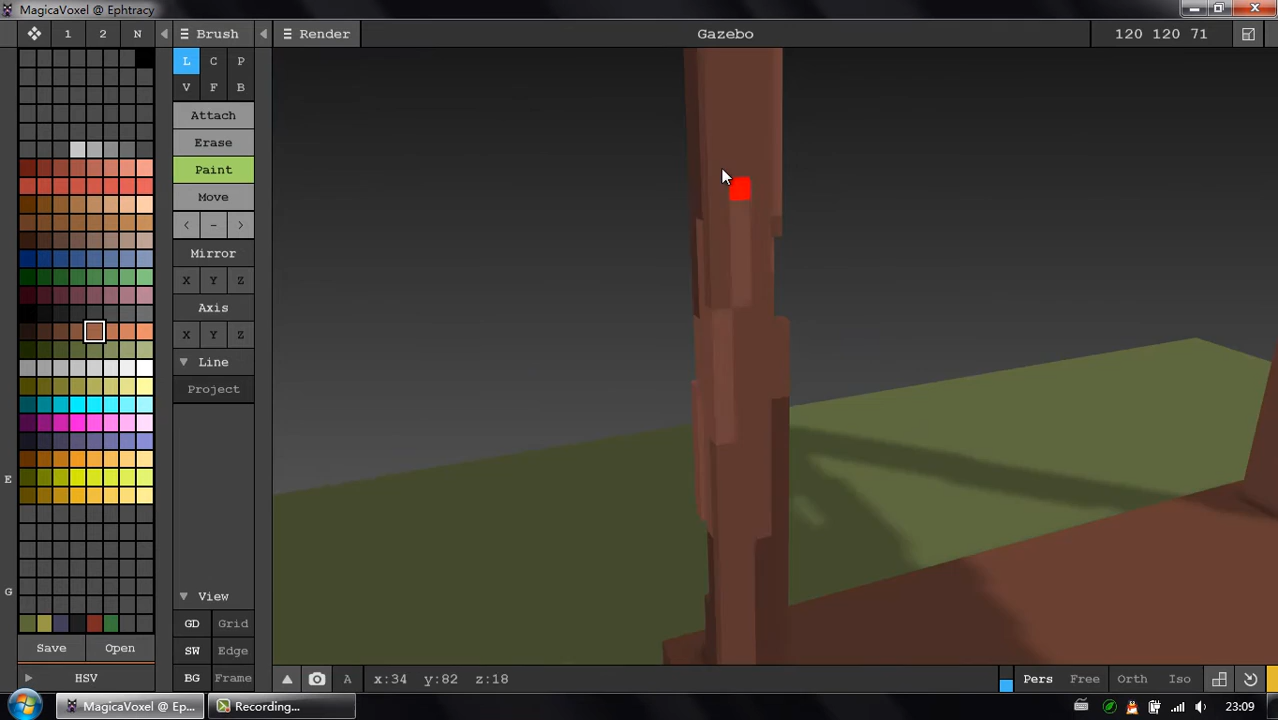 MagicaVoxel @ Ephtracy
1 2 N Brush Render Gazebo 120 120 71
L C P
V F B
Attach
Erase
Paint
Move
< - >
Mirror
X Y Z
Axis
X Y Z
Line
Project
E
G
View
GD Grid
SW Edge
BG Frame
Save Open
HSV
A x:34 y:82 z:18 Pers Free Orth Iso
MagicaVoxel @ Ep... Recording... 23:09